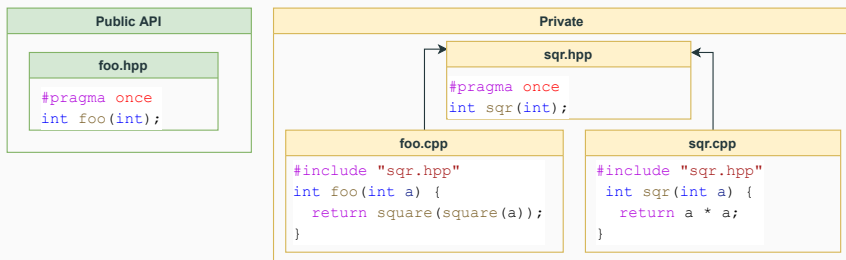 Public API
foo.hpp
#pragma once
int foo(int);
Private
sqr.hpp
#pragma once
int sqr(int);
foo.cpp
#include "sqr.hpp"
int foo(int a) {
  return square(square(a));
}
sqr.cpp
#include "sqr.hpp"
int sqr(int a) {
  return a * a;
}